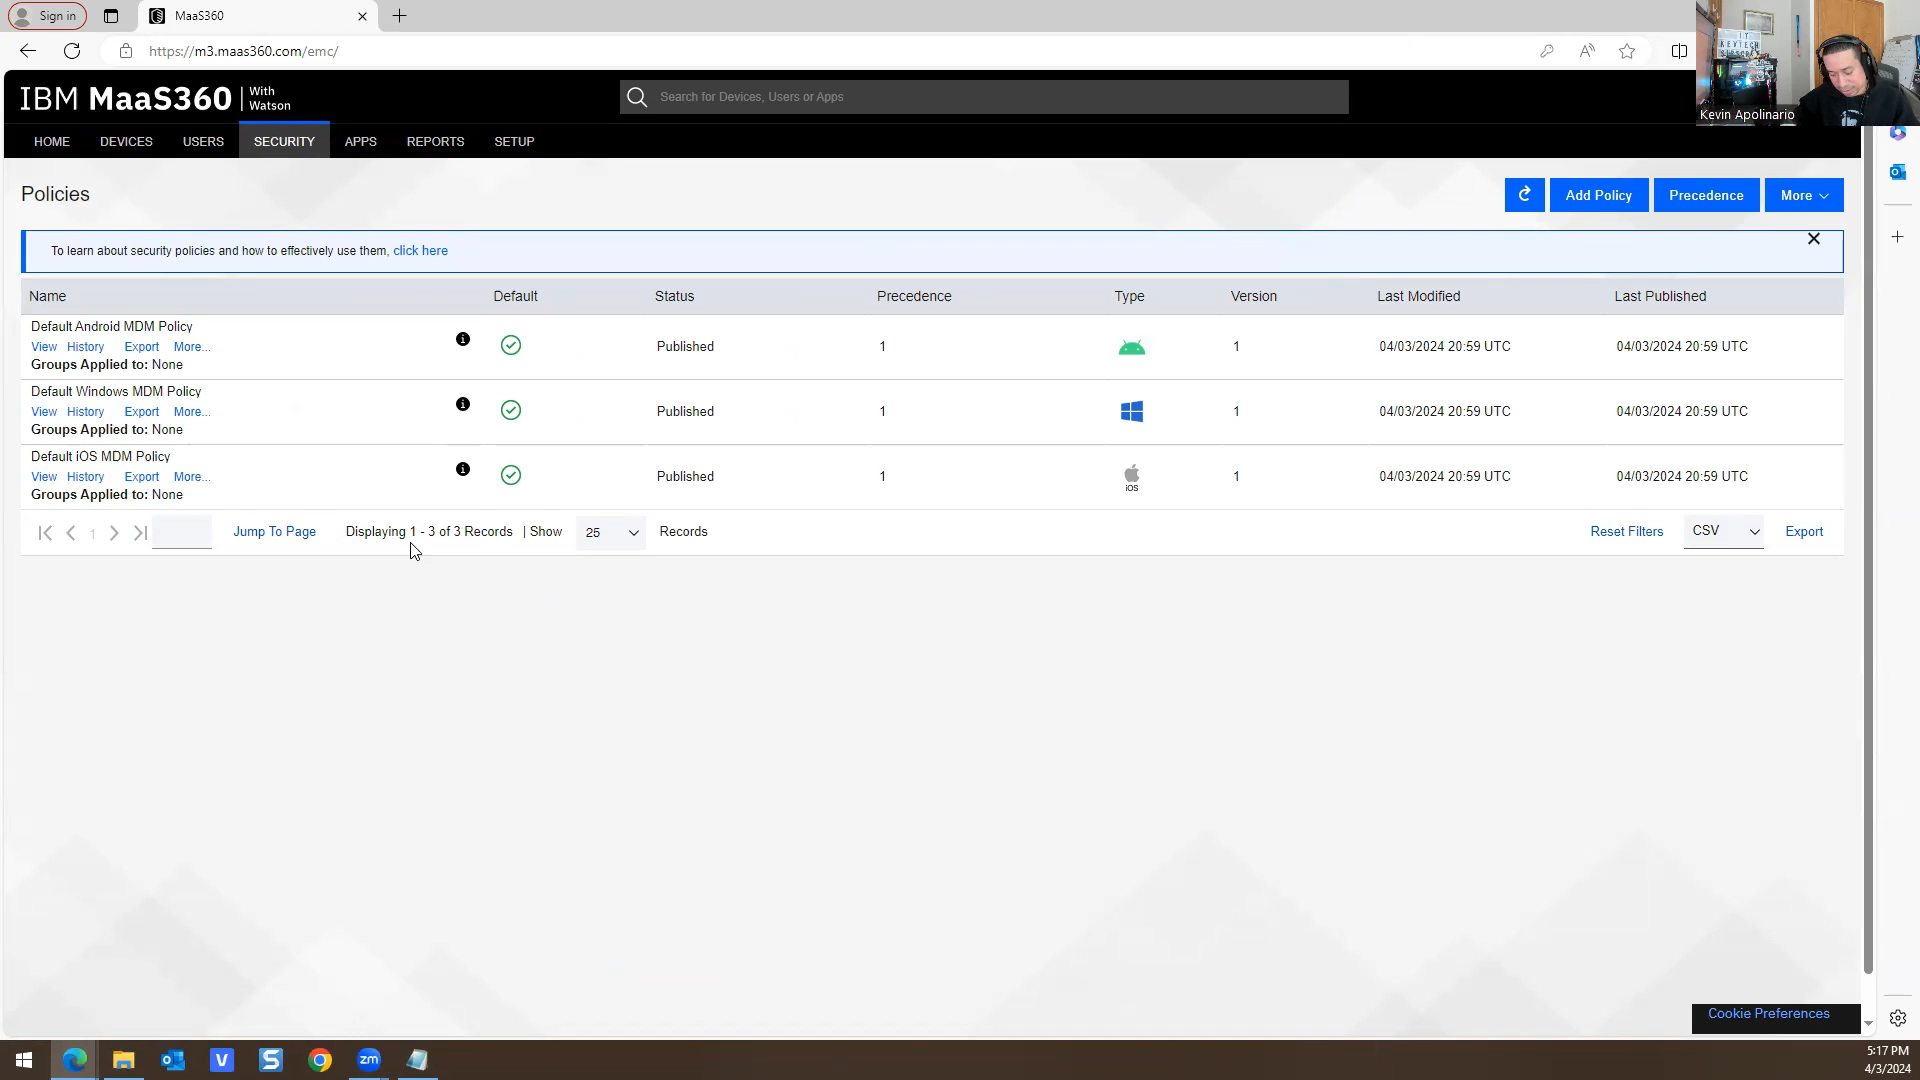 Sign in
MaaS360
https://m3.maas360.com/emc/
IBM MaaS360 | With Watson
Search for Devices, Users or Apps
IT
KEVTECH
Kevin Apolinario
HOME DEVICES USERS SECURITY APPS REPORTS SETUP
Policies
Add Policy Precedence More
To learn about security policies and how to effectively use them, click here
Name Default Status Precedence Type Version Last Modified Last Published
Default Android MDM Policy
View History Export More... Published 1 1 04/03/2024 20:59 UTC 04/03/2024 20:59 UTC
Groups Applied to: None
Default Windows MDM Policy
View History Export More... Published 1 1 04/03/2024 20:59 UTC 04/03/2024 20:59 UTC
Groups Applied to: None
Default iOS MDM Policy
View History Export More... Published 1 iOS 1 04/03/2024 20:59 UTC 04/03/2024 20:59 UTC
Groups Applied to: None
1 Jump To Page Displaying 1 - 3 of 3 Records | Show 25 Records Reset Filters CSV Export
Cookie Preferences
zm
5:17 PM
4/3/2024